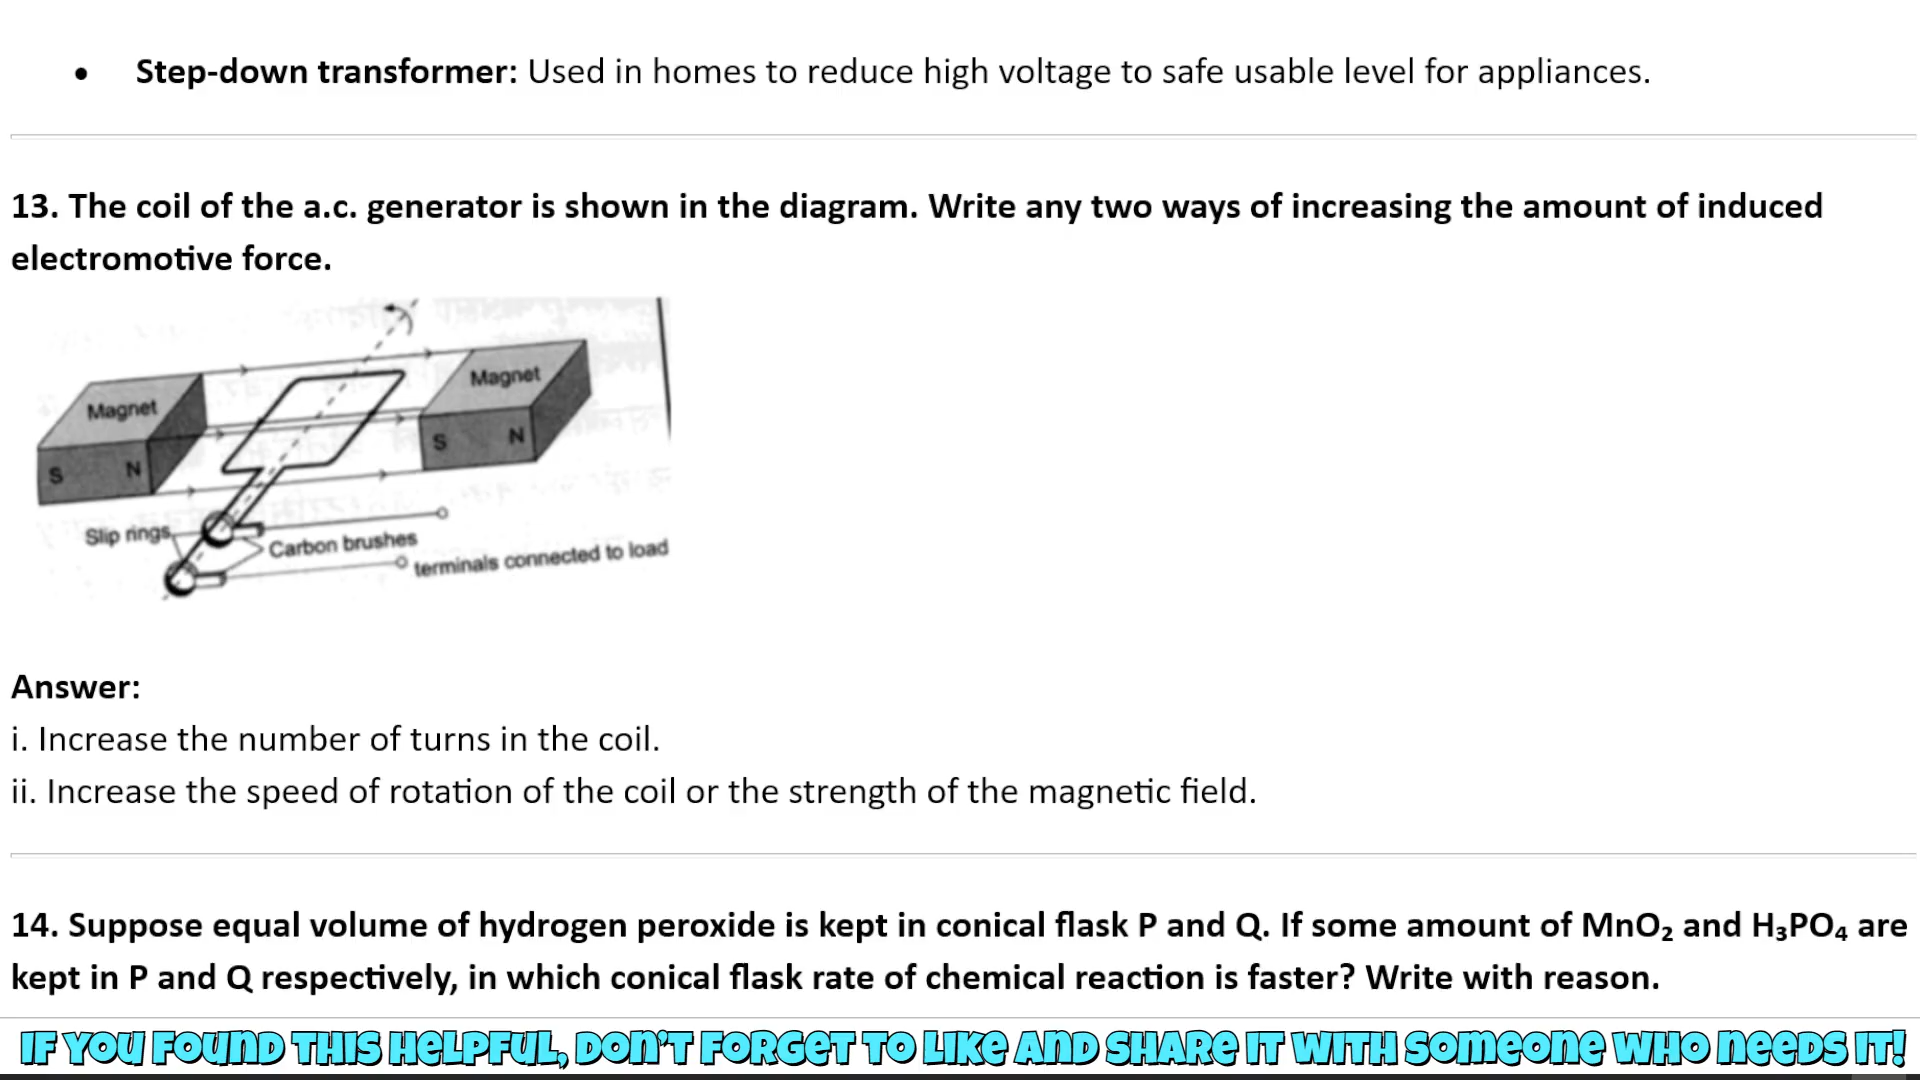 • Step-down transformer: Used in homes to reduce high voltage to safe usable level for appliances.
13. The coil of the a.c. generator is shown in the diagram. Write any two ways of increasing the amount of induced
electromotive force.
Magnet
Magnet
S N
S N
Slip rings
Carbon brushes
terminals connected to load
Answer:
i. Increase the number of turns in the coil.
ii. Increase the speed of rotation of the coil or the strength of the magnetic field.
14. Suppose equal volume of hydrogen peroxide is kept in conical flask P and Q. If some amount of MnO₂ and H₃PO₄ are
kept in P and Q respectively, in which conical flask rate of chemical reaction is faster? Write with reason.
IF YOU FOUND THIS HELPFUL, DON'T FORGET TO LIKE AND SHARE IT WITH SOMEONE WHO NEEDS IT!